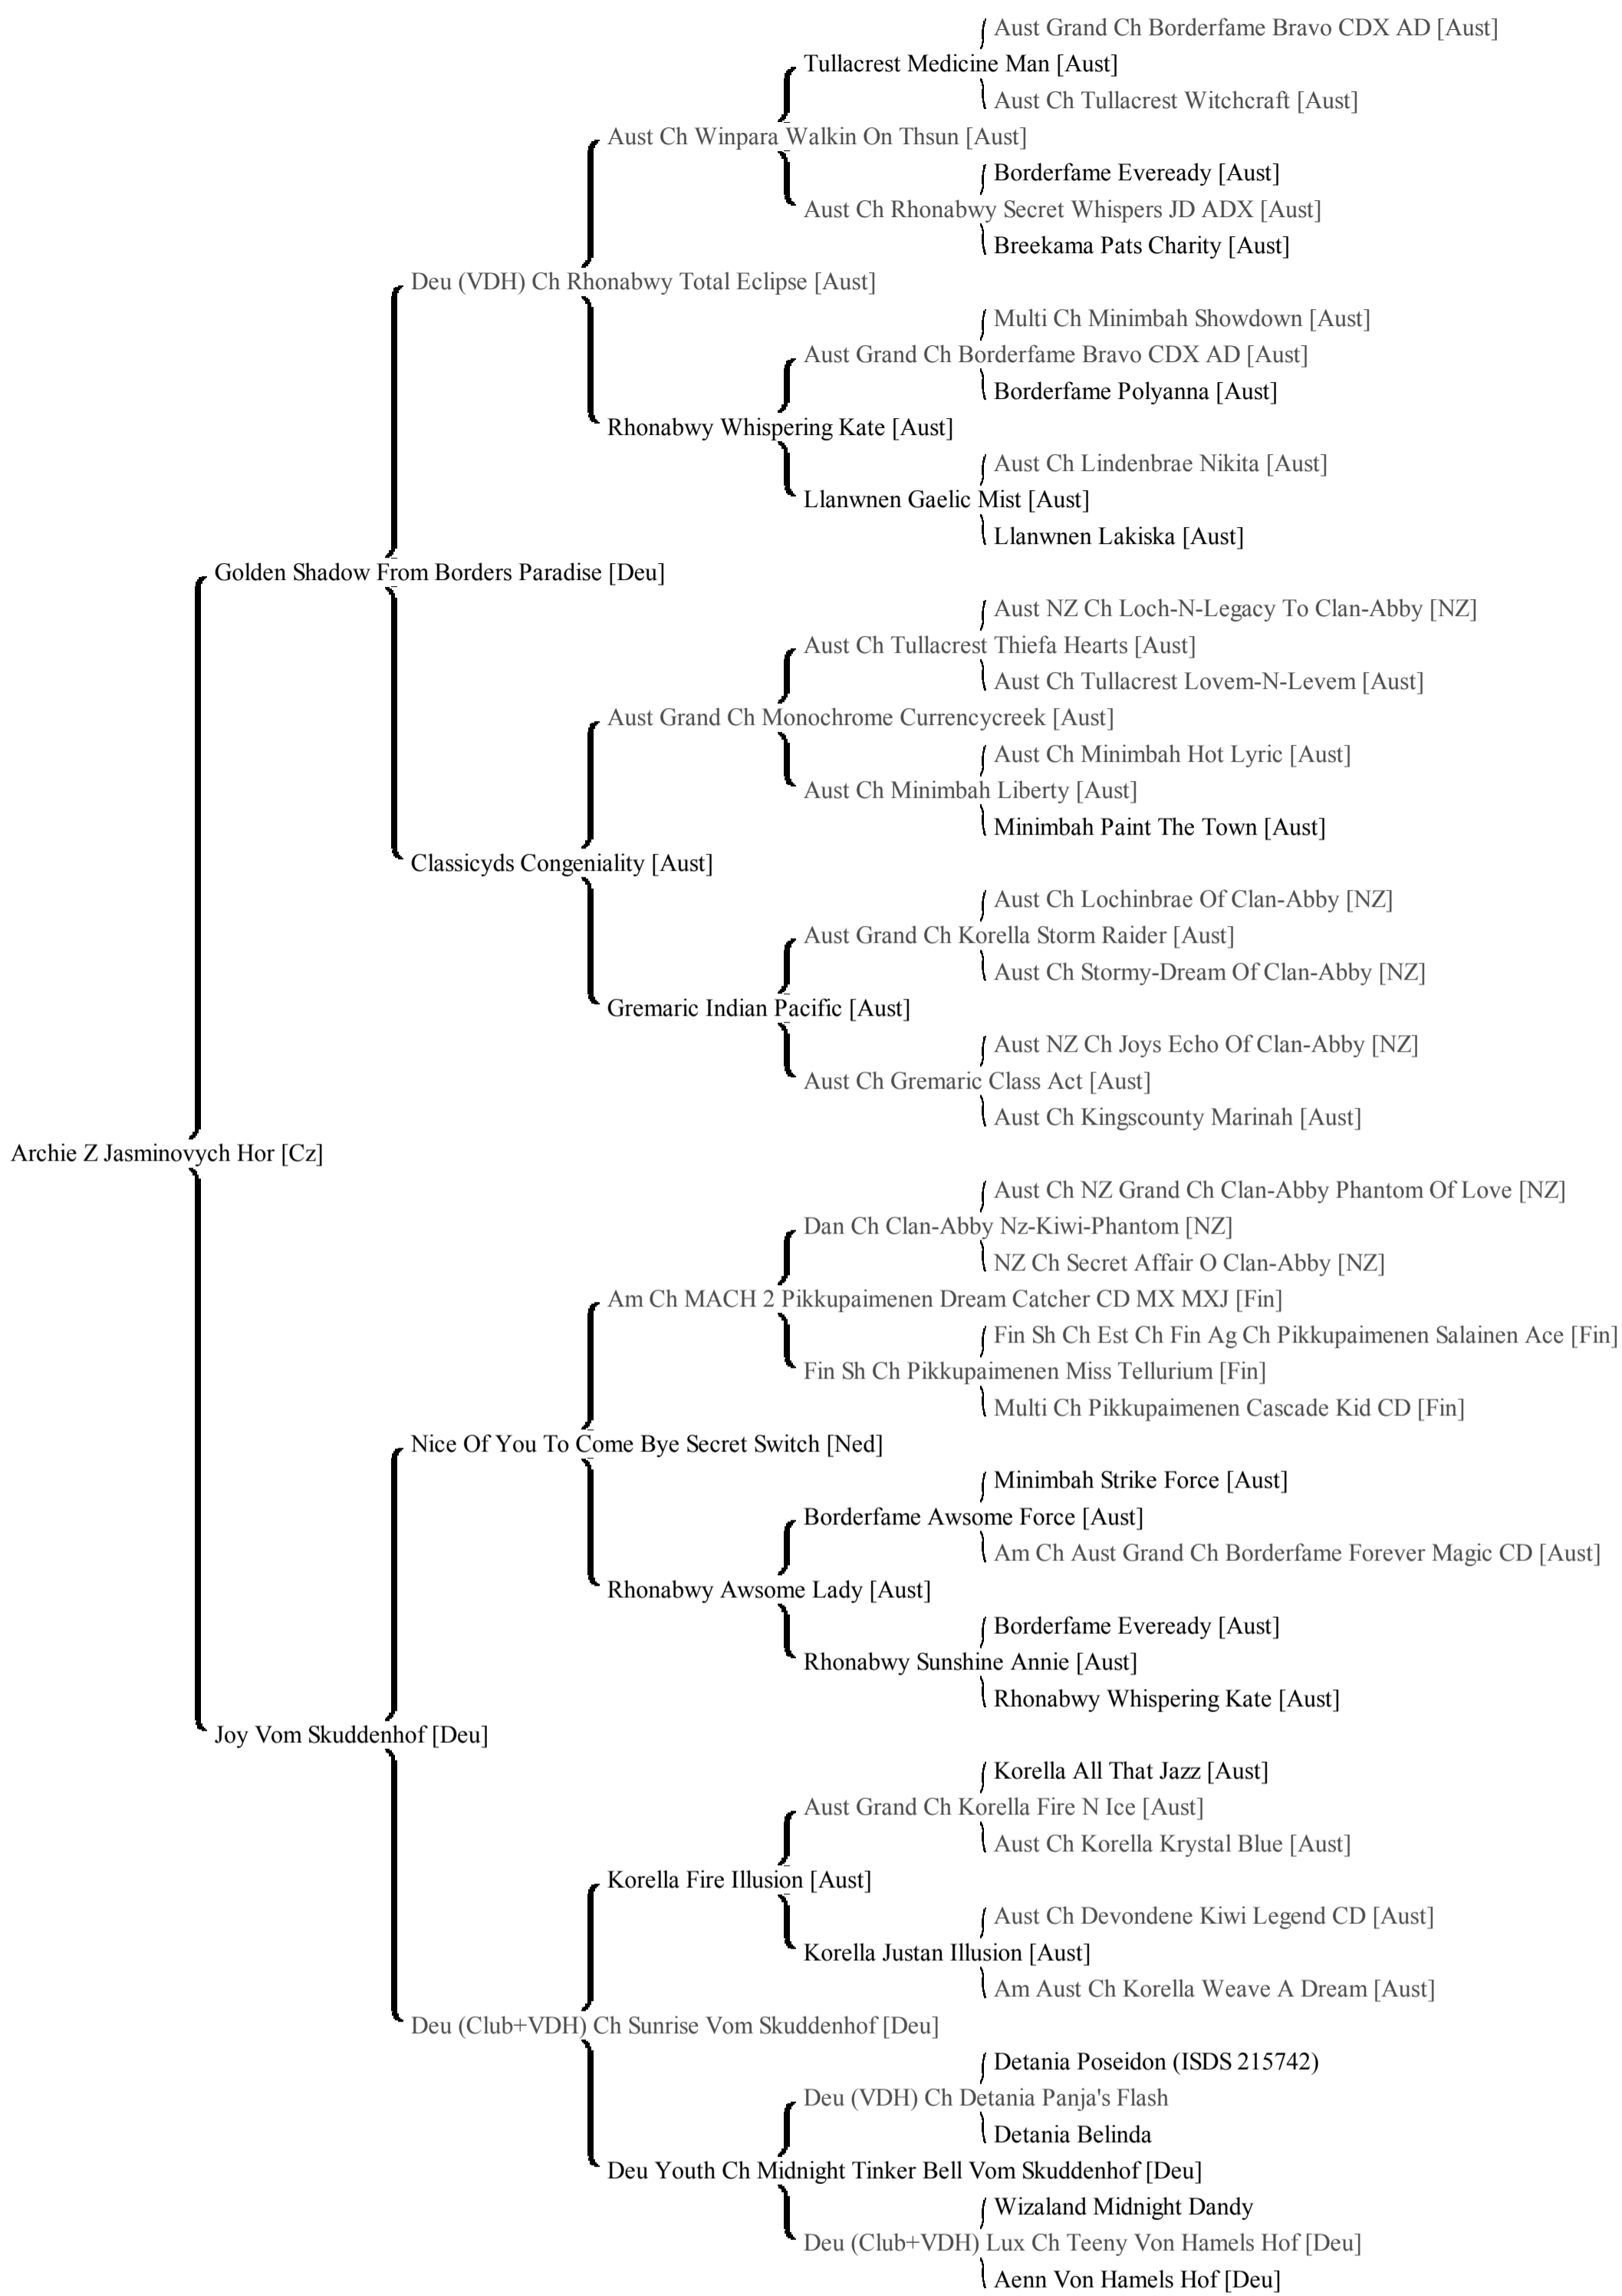 Aust Grand Ch Borderfame Bravo CDX AD [Aust]
Tullacrest Medicine Man [Aust]
Aust Ch Tullacrest Witchcraft [Aust]
Aust Ch Winpara Walkin On Thsun [Aust]
Borderfame Eveready [Aust]
Aust Ch Rhonabwy Secret Whispers JD ADX [Aust]
Breekama Pats Charity [Aust]
Deu (VDH) Ch Rhonabwy Total Eclipse [Aust]
Multi Ch Minimbah Showdown [Aust]
Aust Grand Ch Borderfame Bravo CDX AD [Aust]
Borderfame Polyanna [Aust]
Rhonabwy Whispering Kate [Aust]
Aust Ch Lindenbrae Nikita [Aust]
Llanwnen Gaelic Mist [Aust]
Llanwnen Lakiska [Aust]
Golden Shadow From Borders Paradise [Deu]
Aust NZ Ch Loch-N-Legacy To Clan-Abby [NZ]
Aust Ch Tullacrest Thiefa Hearts [Aust]
Aust Ch Tullacrest Lovem-N-Levem [Aust]
Aust Grand Ch Monochrome Currencycreek [Aust]
Aust Ch Minimbah Hot Lyric [Aust]
Aust Ch Minimbah Liberty [Aust]
Minimbah Paint The Town [Aust]
Classicyds Congeniality [Aust]
Aust Ch Lochinbrae Of Clan-Abby [NZ]
Aust Grand Ch Korella Storm Raider [Aust]
Aust Ch Stormy-Dream Of Clan-Abby [NZ]
Gremaric Indian Pacific [Aust]
Aust NZ Ch Joys Echo Of Clan-Abby [NZ]
Aust Ch Gremaric Class Act [Aust]
Aust Ch Kingscounty Marinah [Aust]
Archie Z Jasminovych Hor [Cz]
Aust Ch NZ Grand Ch Clan-Abby Phantom Of Love [NZ]
Dan Ch Clan-Abby Nz-Kiwi-Phantom [NZ]
NZ Ch Secret Affair O Clan-Abby [NZ]
Am Ch MACH 2 Pikkupaimenen Dream Catcher CD MX MXJ [Fin]
Fin Sh Ch Est Ch Fin Ag Ch Pikkupaimenen Salainen Ace [Fin]
Fin Sh Ch Pikkupaimenen Miss Tellurium [Fin]
Multi Ch Pikkupaimenen Cascade Kid CD [Fin]
Nice Of You To Come Bye Secret Switch [Ned]
Minimbah Strike Force [Aust]
Borderfame Awsome Force [Aust]
Am Ch Aust Grand Ch Borderfame Forever Magic CD [Aust]
Rhonabwy Awsome Lady [Aust]
Borderfame Eveready [Aust]
Rhonabwy Sunshine Annie [Aust]
Rhonabwy Whispering Kate [Aust]
Joy Vom Skuddenhof [Deu]
Korella All That Jazz [Aust]
Aust Grand Ch Korella Fire N Ice [Aust]
Aust Ch Korella Krystal Blue [Aust]
Korella Fire Illusion [Aust]
Aust Ch Devondene Kiwi Legend CD [Aust]
Korella Justan Illusion [Aust]
Am Aust Ch Korella Weave A Dream [Aust]
Deu (Club+VDH) Ch Sunrise Vom Skuddenhof [Deu]
Detania Poseidon (ISDS 215742)
Deu (VDH) Ch Detania Panja's Flash
Detania Belinda
Deu Youth Ch Midnight Tinker Bell Vom Skuddenhof [Deu]
Wizaland Midnight Dandy
Deu (Club+VDH) Lux Ch Teeny Von Hamels Hof [Deu]
Aenn Von Hamels Hof [Deu]